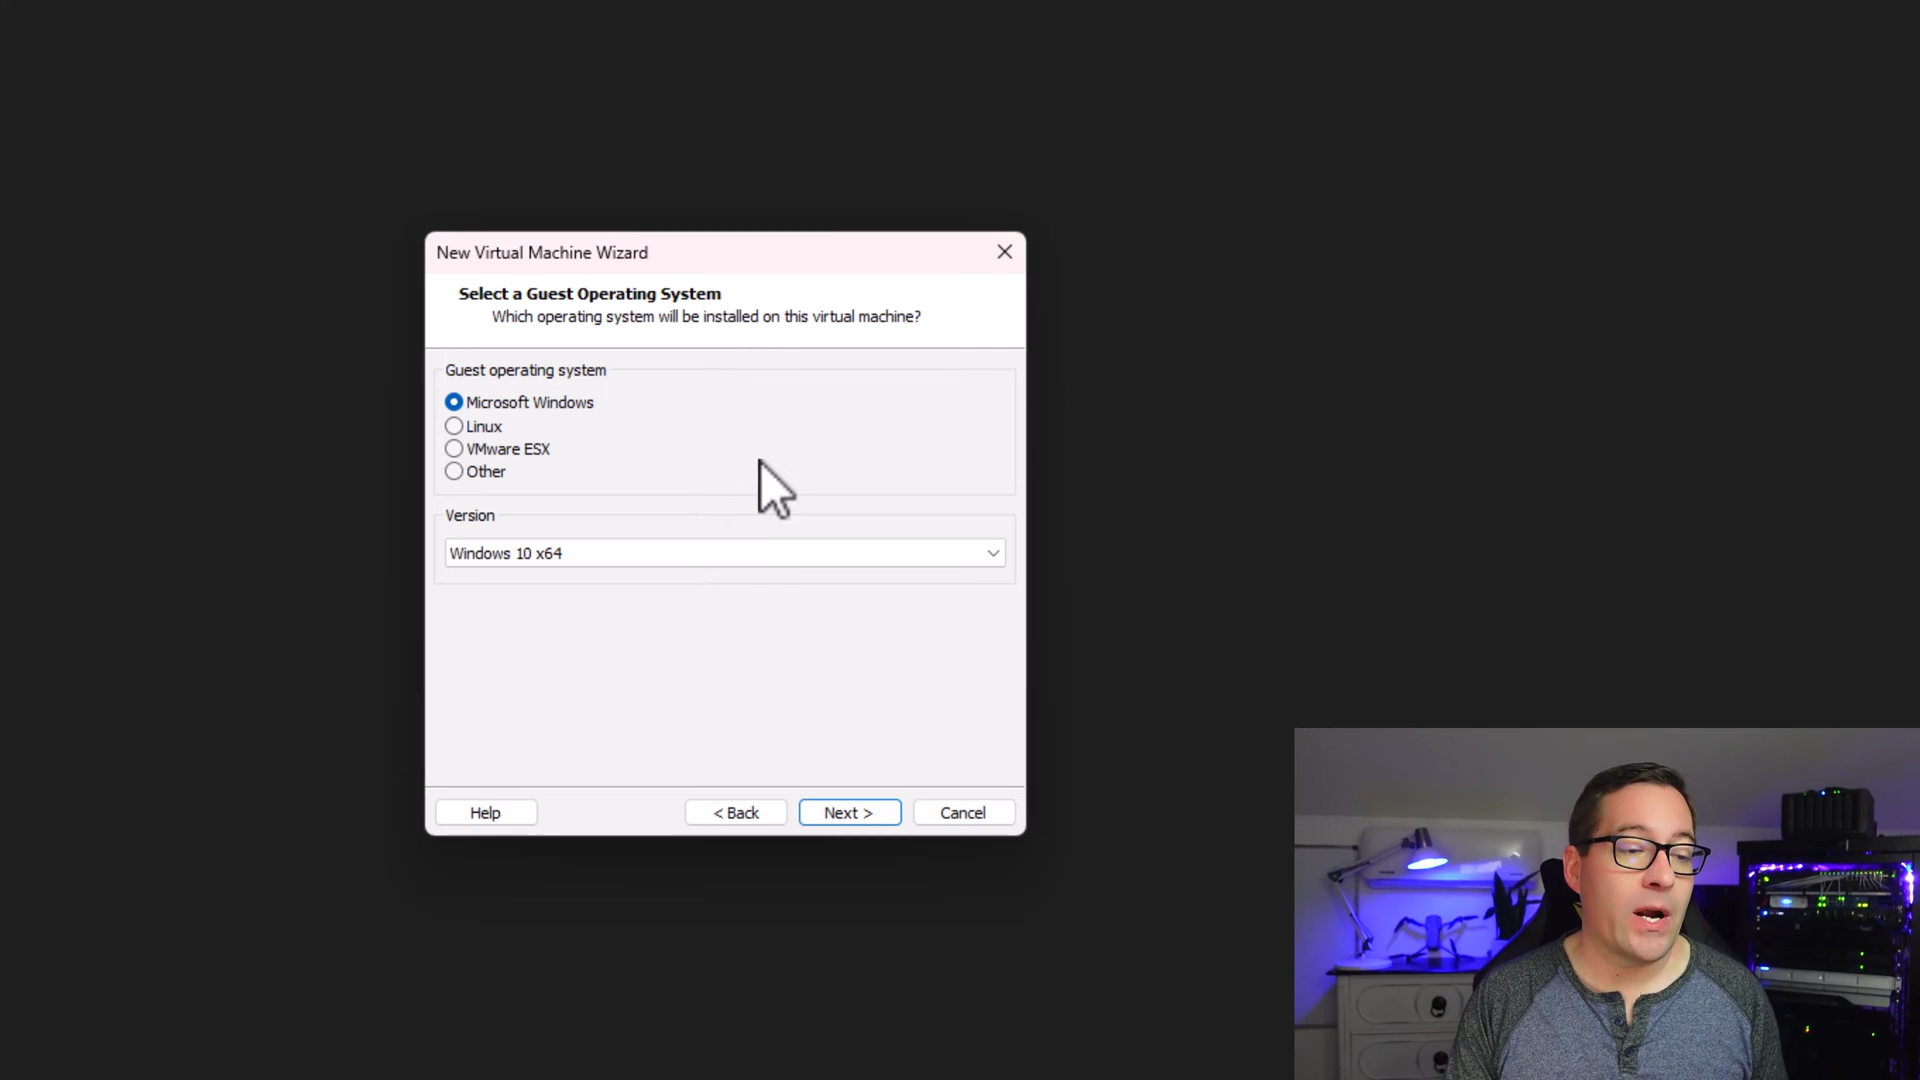 New Virtual Machine Wizard
Select a Guest Operating System
Which operating system will be installed on this virtual machine?
Guest operating system
Microsoft Windows
Linux
VMware ESX
Other
Version
Windows 10 x64
Help
< Back
Next >
Cancel